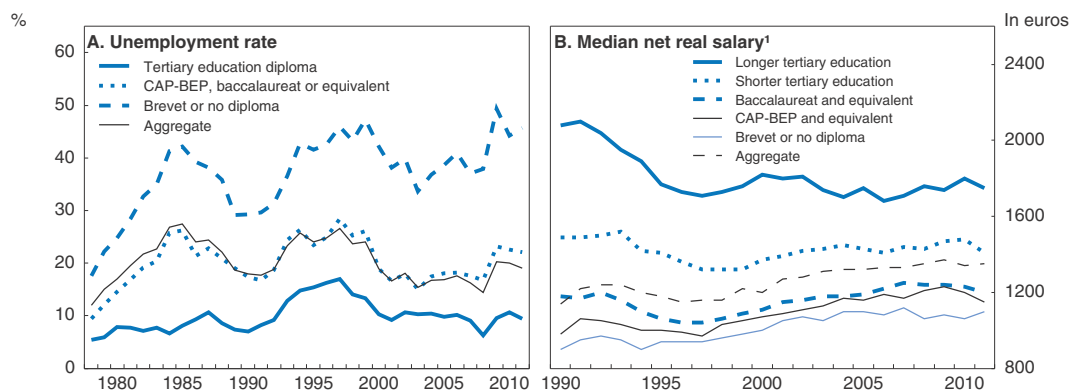 %
In euros
A. Unemployment rate
Tertiary education diploma
CAP-BEP, baccalaureat or equivalent
Brevet or no diploma
Aggregate
60
50
40
30
20
10
0
1980 1985 1990 1995 2000 2005 2010
B. Median net real salary¹
Longer tertiary education
Shorter tertiary education
Baccalaureat and equivalent
CAP-BEP and equivalent
Brevet or no diploma
Aggregate
2400
2000
1600
1200
800
1990 1995 2000 2005 2010